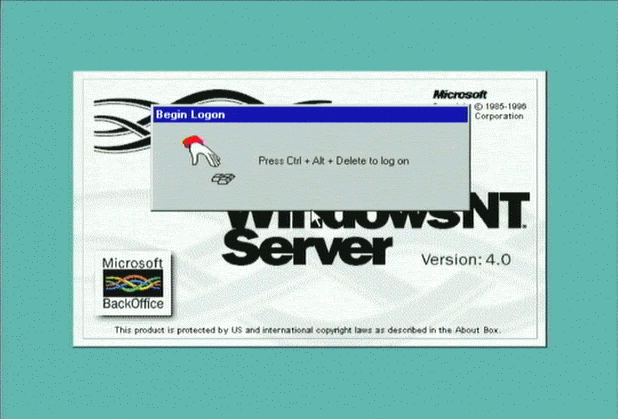 Microsoft
© 1985-1996
Corporation
Begin Logon
Press Ctrl + Alt + Delete to log on
WindowsNT
Server
Version: 4.0
Microsoft
BackOffice
This product is protected by US and international copyright laws as described in the About Box.